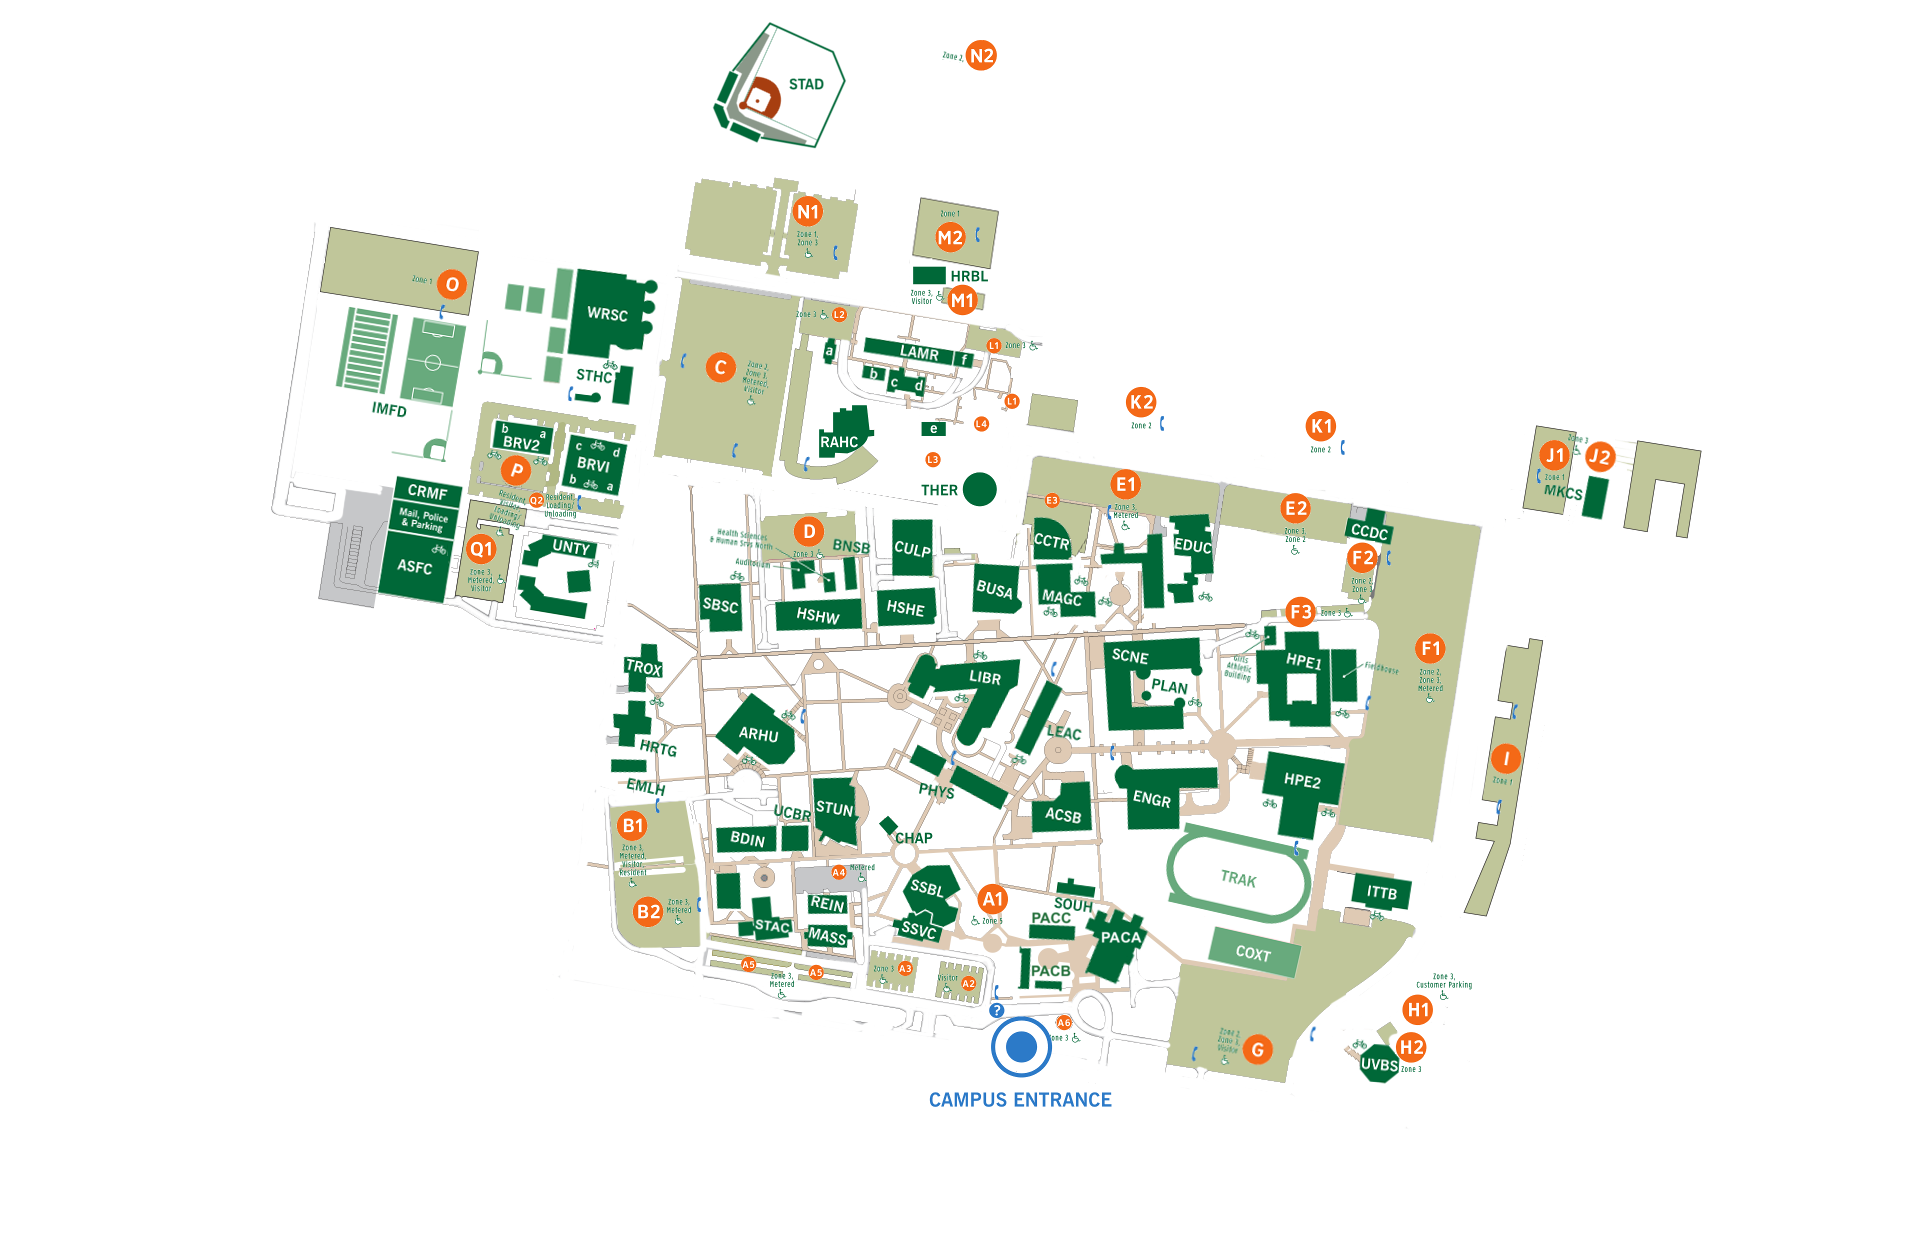 Zone 2,
N2
STAD
N1
Zone 1,
Zone 3
Zone 1
M2
HRBL
Zone 3,
Visitor
M1
Zone 1
O
WRSC
STHC
IMFD
C
Zone 2,
Zone 3,
Metered,
Visitor
Zone 3
L2
a
LAMR
f
b
c
d
L1
Zone 3
L1
L4
e
L3
RAHC
THER
K2
Zone 2
K1
Zone 2
Zone 3
J1
J2
Zone 1
MKCS
b
a
BRV2
P
c
d
BRVI
b
a
Q2
Resident
Loading/
Unloading
Resident
Visitor
Loading/
Unloading
CRMF
Mail, Police
& Parking
ASFC
Q1
Zone 3,
Metered,
Visitor
UNTY
E1
Zone 3,
Metered
E3
E2
Zone 3,
Zone 2
CCDC
F2
Zone 2,
Zone 3
F3
Zone 3
F1
Zone 2,
Zone 3,
Metered
D
Zone 3
BNSB
Health Sciences
& Human Srvs North
Auditorium
CULP
CCTR
EDUC
BUSA
MAGC
SBSC
HSHW
HSHE
TROX
HRTG
EMLH
ARHU
LIBR
LEAC
PHYS
SCNE
PLAN
Girls
Athletic
Building
HPE1
Fieldhouse
HPE2
ENGR
ACSB
STUN
UCBR
BDIN
CHAP
I
Zone 1
B1
Zone 3,
Metered,
Visitor,
Resident
B2
Zone 3,
Metered
A4
Metered
REIN
STAC
MASS
SSBL
SSVC
A1
Zone 5
SOUH
PACC
PACA
PACB
TRAK
COXT
ITTB
A5
A5
Zone 3,
Metered
Zone 3
A3
Visitor
A2
?
A6
Zone 3
CAMPUS ENTRANCE
Zone 2,
Zone 3,
Visitor
G
Zone 3,
Customer Parking
H1
H2
UVBS
Zone 3